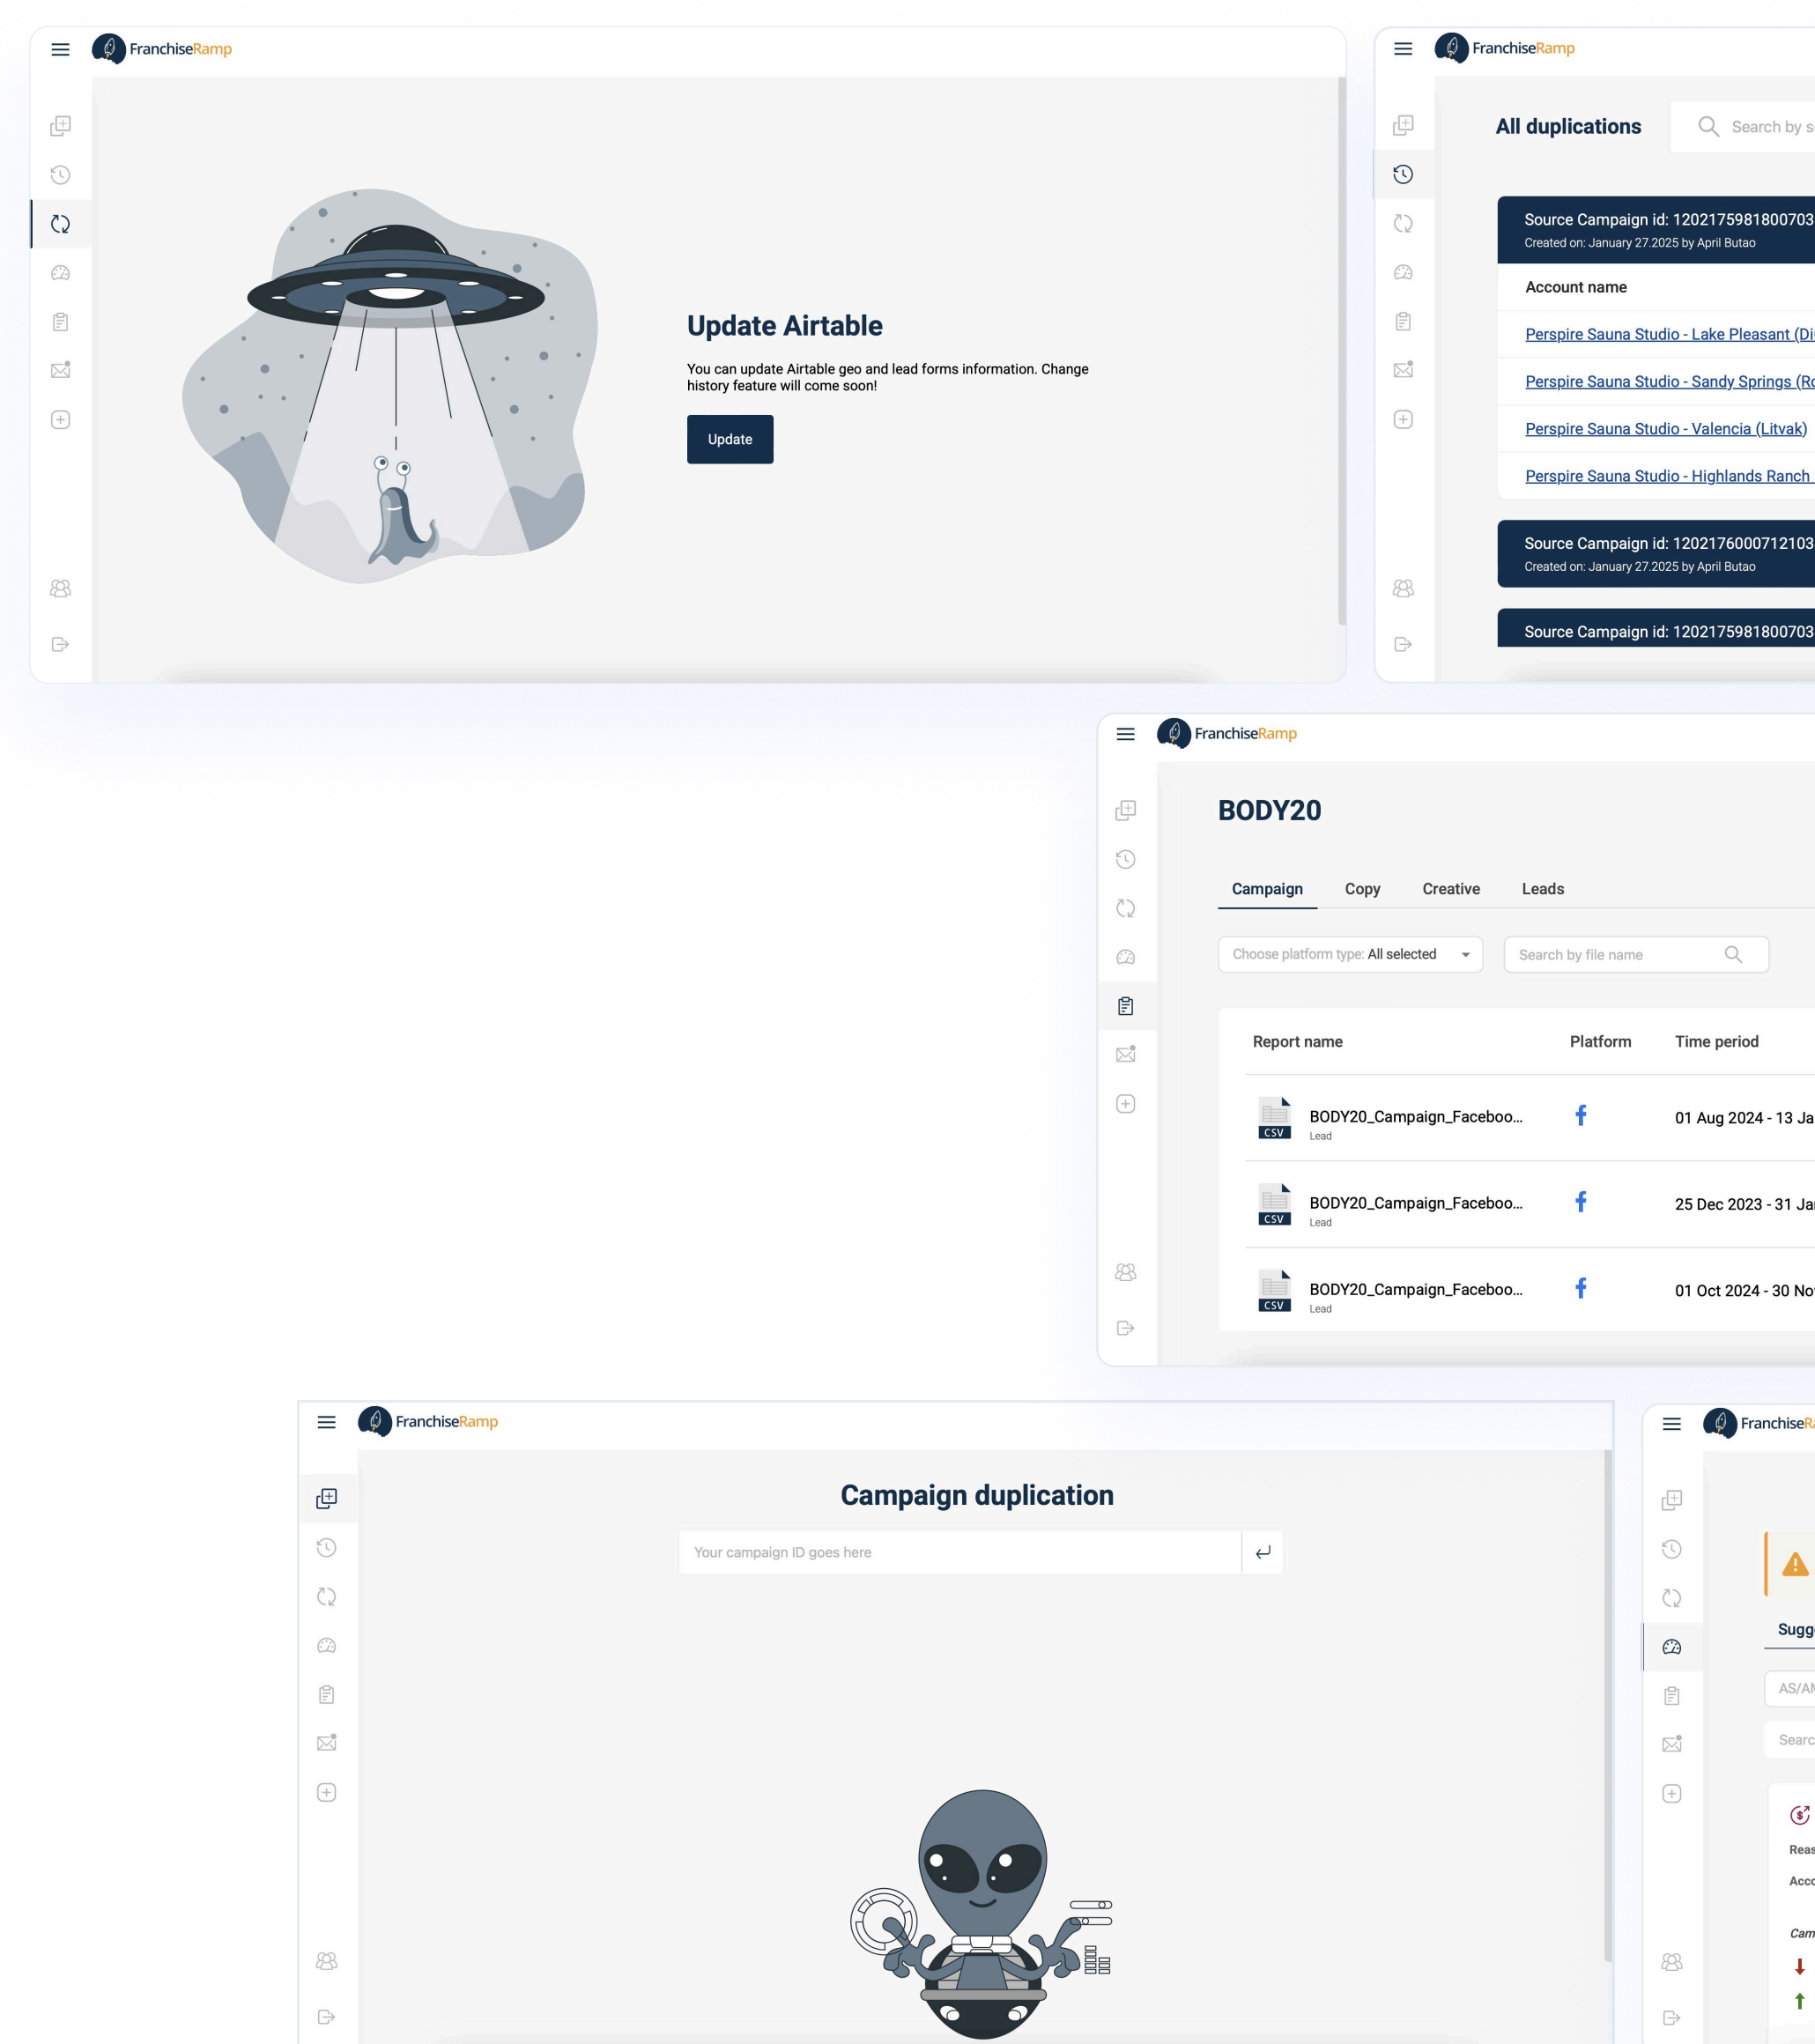 FranchiseRamp
Update Airtable
You can update Airtable geo and lead forms information. Change
history feature will come soon!
Update
FranchiseRamp
All duplications
Search by
Source Campaign id: 1202175981800703
Created on: January 27.2025 by April Butao
Account name
Perspire Sauna Studio - Lake Pleasant
Perspire Sauna Studio - Sandy Springs
Perspire Sauna Studio - Valencia (Litvak)
Perspire Sauna Studio - Highlands Ranch
Source Campaign id: 1202176000712103
Created on: January 27.2025 by April Butao
Source Campaign id: 1202175981800703
FranchiseRamp
BODY20
Campaign Copy Creative Leads
Choose platform type: All selected
Search by file name
Report name Platform Time period
CSV BODY20_Campaign_Faceboo... 01 Aug 2024 - 13 Ja
Lead
CSV BODY20_Campaign_Faceboo... 25 Dec 2023 - 31 Ja
Lead
CSV BODY20_Campaign_Faceboo... 01 Oct 2024 - 30 No
Lead
FranchiseRamp
Campaign duplication
Your campaign ID goes here
FranchiseRa
Sugg
AS/AM
Searc
Reas
Acco
Cam